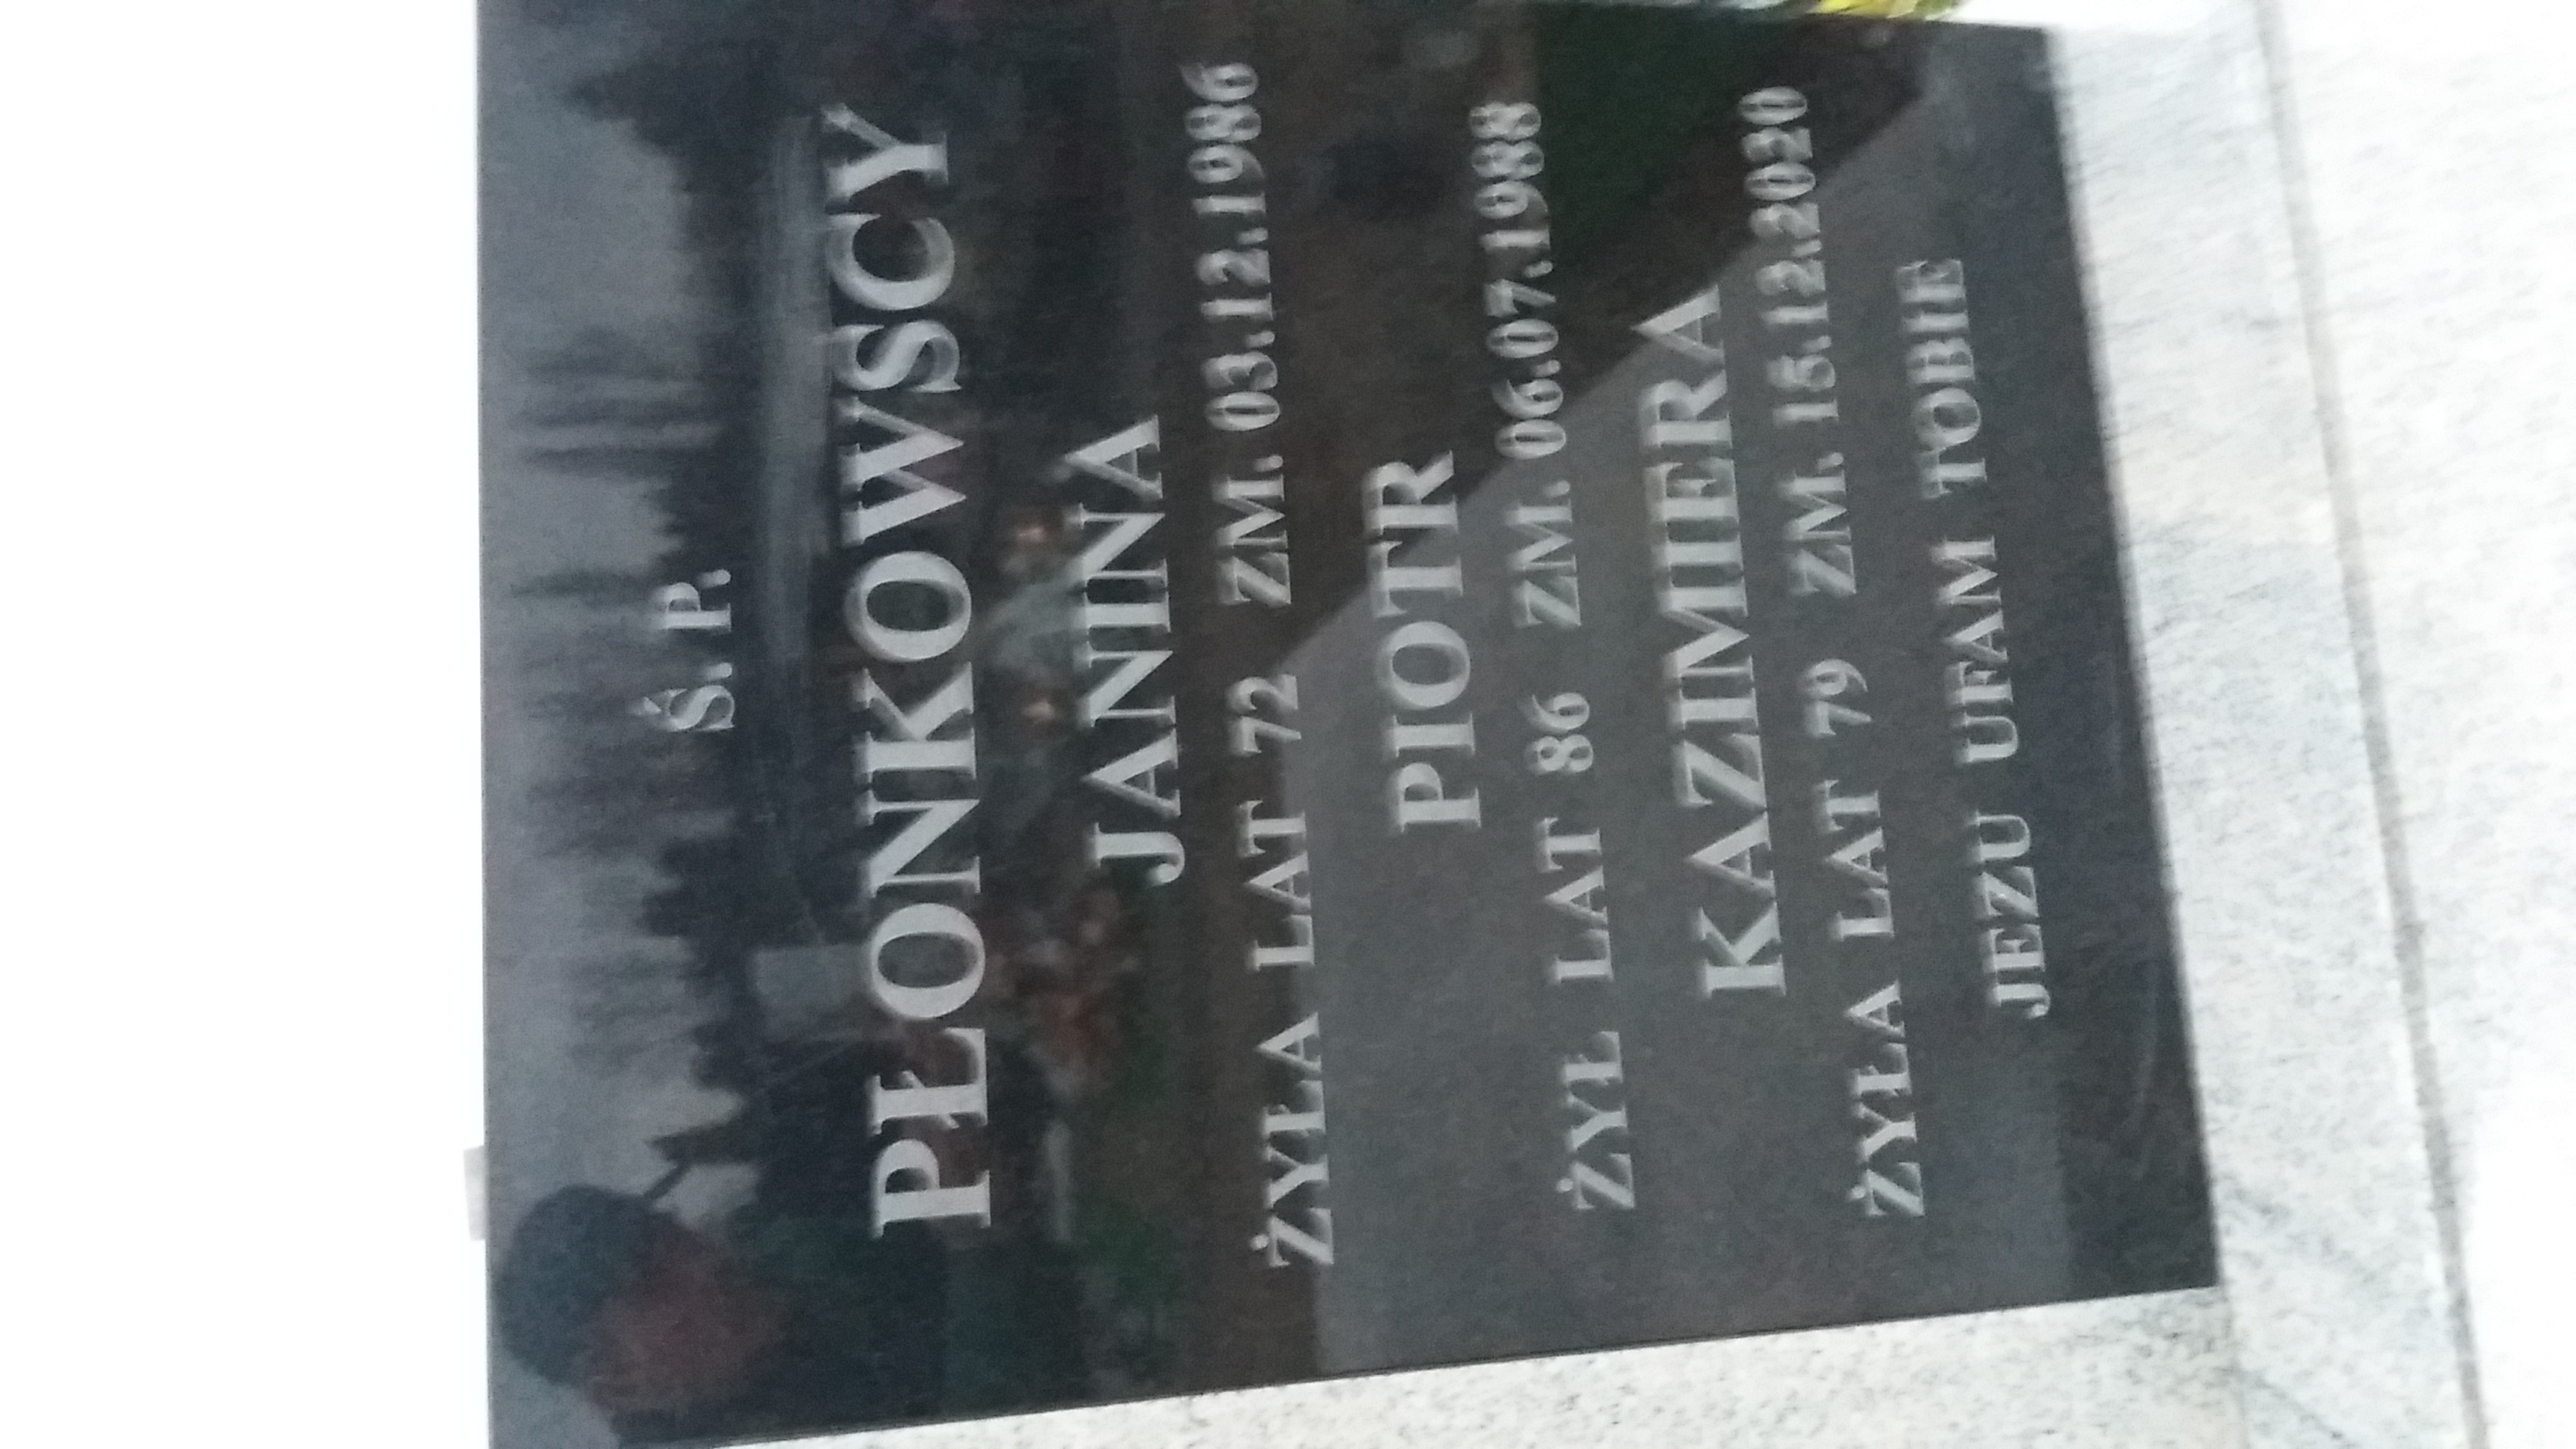 Ś. P.
PŁONKOWSCY
JANINA
ŻYŁA LAT 72 ZM. 03.12.1986
PIOTR
ŻYŁ LAT 86 ZM. 06.07.1988
KAZIMIERA
ŻYŁA LAT 79 ZM. 15.12.2020
JEZU UFAM TOBIE